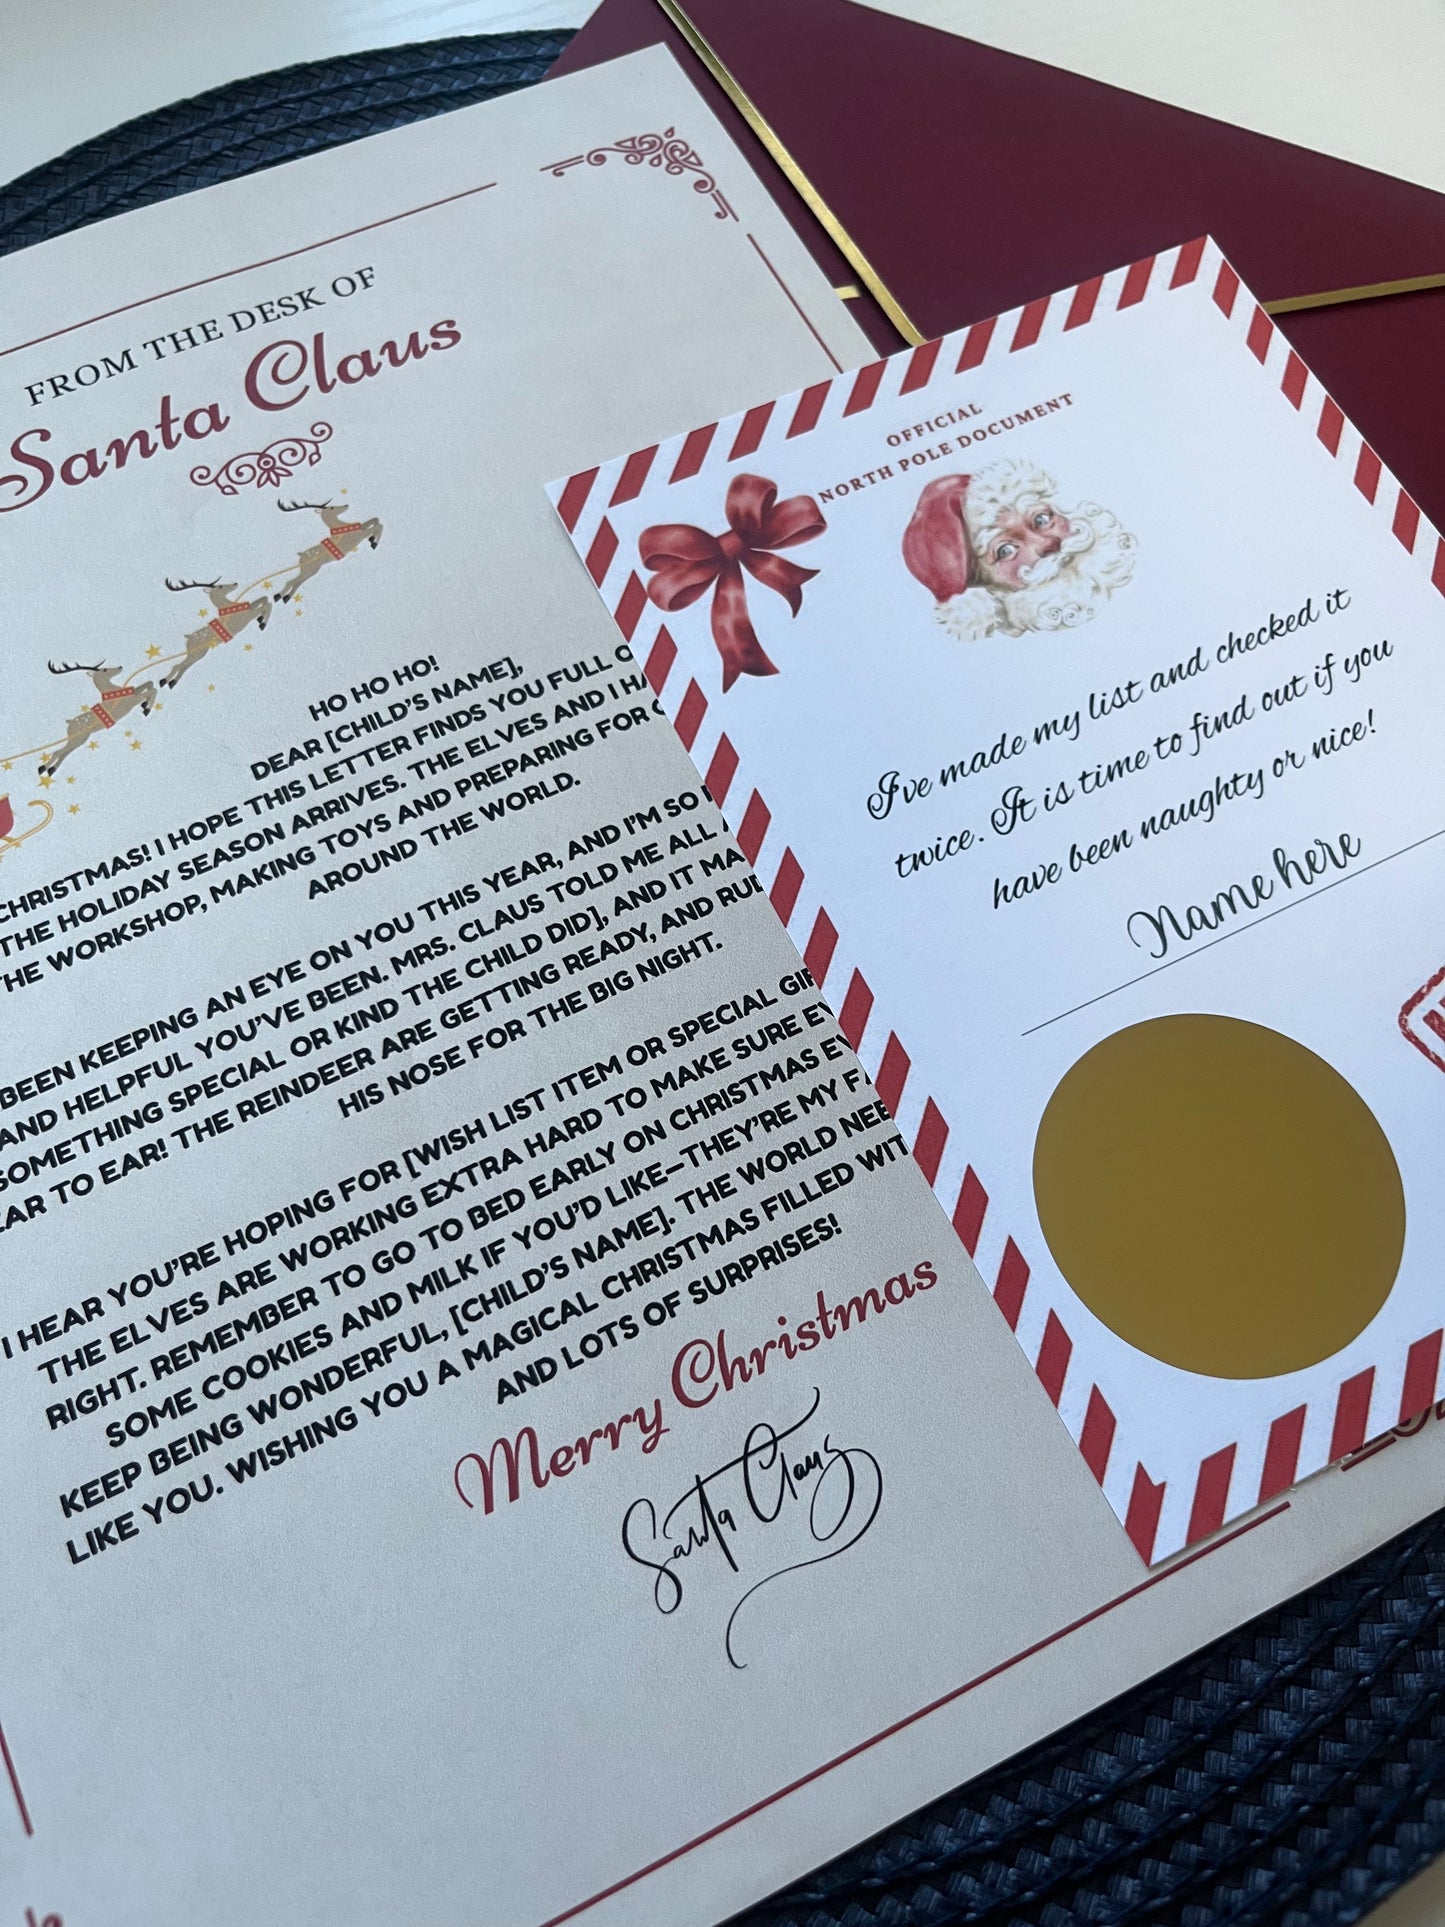 FROM THE DESK OF
Santa Claus
HO HO HO!
DEAR [CHILD'S NAME],
CHRISTMAS! I HOPE THIS LETTER FINDS YOU FULL
THE HOLIDAY SEASON ARRIVES. THE ELVES AND I
THE WORKSHOP, MAKING TOYS AND PREPARING FOR
AROUND THE WORLD.
BEEN KEEPING AN EYE ON YOU THIS YEAR, AND I'M SO
AND HELPFUL YOU'VE BEEN. MRS. CLAUS TOLD ME ALL
SOMETHING SPECIAL OR KIND THE CHILD DID], AND IT
EAR TO EAR! THE REINDEER ARE GETTING READY, AND
HIS NOSE FOR THE BIG NIGHT.
I HEAR YOU'RE HOPING FOR [WISH LIST ITEM OR SPECIAL
THE ELVES ARE WORKING EXTRA HARD TO MAKE SURE
RIGHT. REMEMBER TO GO TO BED EARLY ON CHRISTMAS
SOME COOKIES AND MILK IF YOU'D LIKE—THEY'RE MY
KEEP BEING WONDERFUL, [CHILD'S NAME]. THE WORLD
LIKE YOU. WISHING YOU A MAGICAL CHRISTMAS FILLED
AND LOTS OF SURPRISES!
Merry Christmas
Santa Claus
OFFICIAL
NORTH POLE DOCUMENT
I've made my list and checked it
twice. It is time to find out if you
have been naughty or nice!
Name here